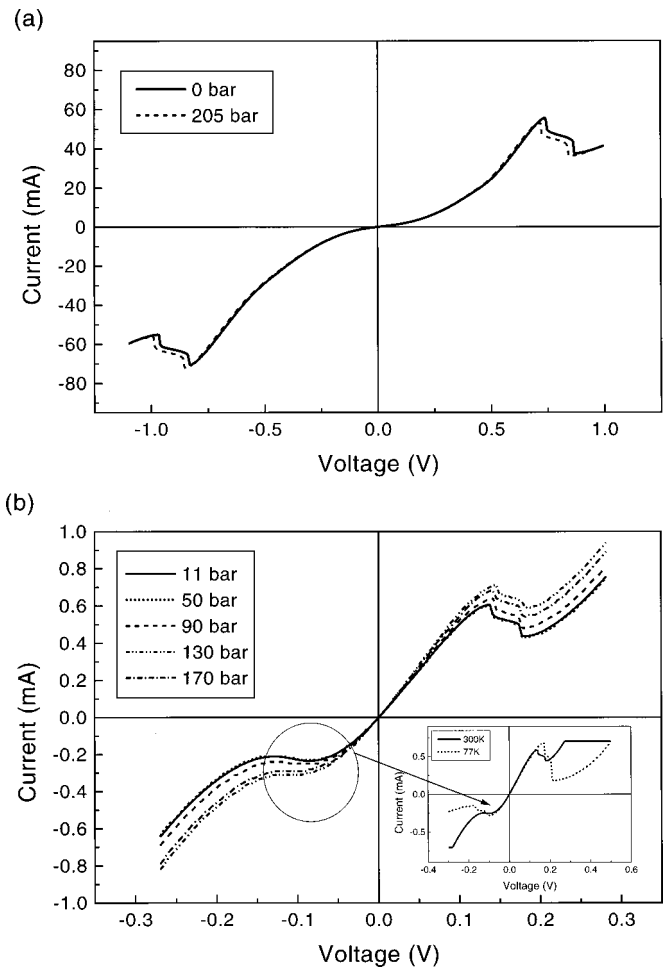 (a)
80
60
40
20
0
-20
-40
-60
-80
Current (mA)
0 bar
205 bar
-1.0
-0.5
0.0
0.5
1.0
Voltage (V)
(b)
1.0
0.8
0.6
0.4
0.2
0.0
-0.2
-0.4
-0.6
-0.8
-1.0
Current (mA)
11 bar
50 bar
90 bar
130 bar
170 bar
300K
77K
0.5
0.0
-0.5
Current (mA)
-0.4
-0.2
0.0
0.2
0.4
0.6
Voltage (V)
-0.3
-0.2
-0.1
0.0
0.1
0.2
0.3
Voltage (V)